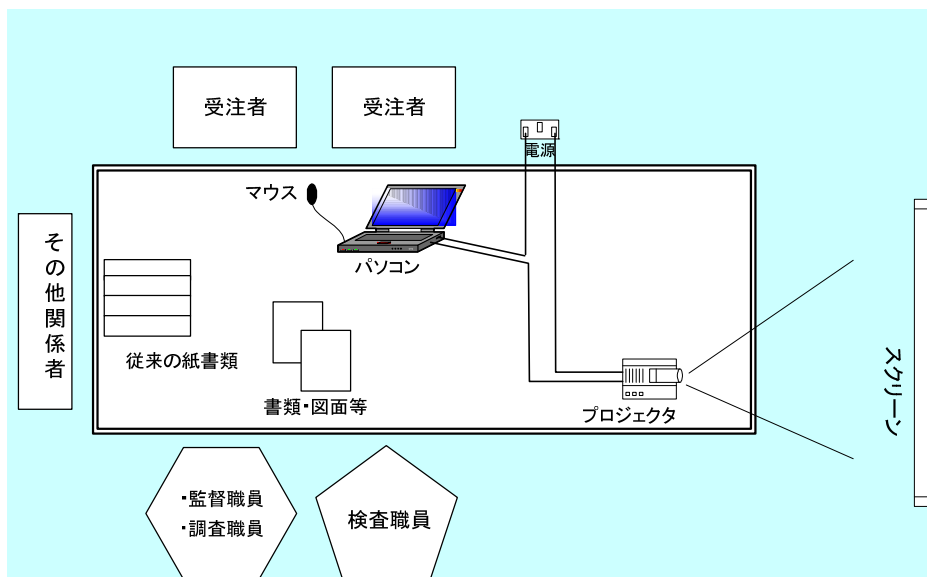 受注者
受注者
電源
マウス
パソコン
その他関係者
従来の紙書類
書類・図面等
プロジェクタ
スクリーン
・監督職員
・調査職員
検査職員